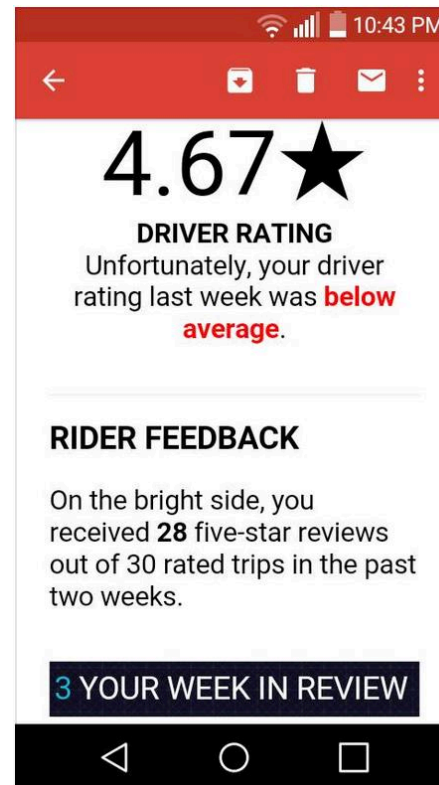 10:43 PM
4.67★
DRIVER RATING
Unfortunately, your driver
rating last week was below
average.
RIDER FEEDBACK
On the bright side, you
received 28 five-star reviews
out of 30 rated trips in the past
two weeks.
3 YOUR WEEK IN REVIEW